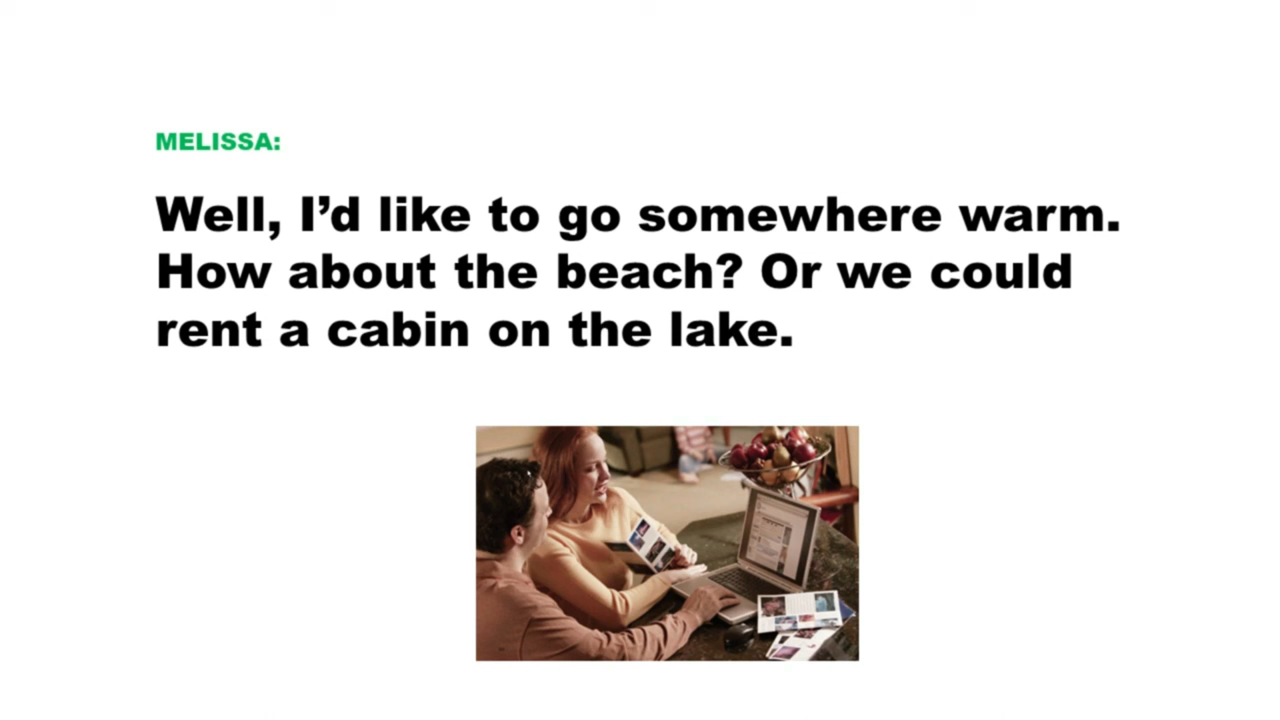 MELISSA:
Well, I’d like to go somewhere warm.
How about the beach? Or we could
rent a cabin on the lake.